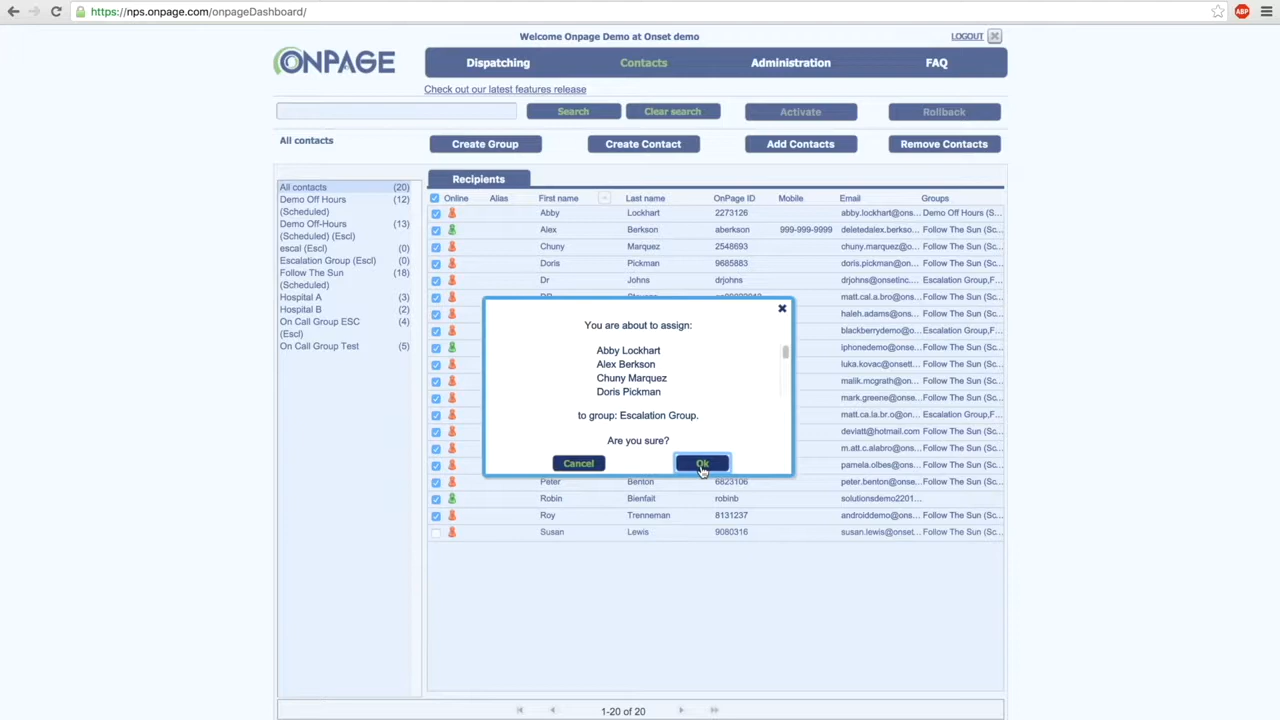 https://nps.onpage.com/onpageDashboard/
ABP
Welcome Onpage Demo at Onset demo
LOGOUT
ONPAGE
Dispatching Contacts Administration FAQ
Check out our latest features release
Search Clear search Activate Rollback
All contacts
Create Group Create Contact Add Contacts Remove Contacts
Recipients
All contacts (20)
Demo Off Hours (12)
(Scheduled)
Demo Off-Hours (13)
(Scheduled) (Escl)
escal (Escl) (0)
Escalation Group (Escl) (0)
Follow The Sun (18)
(Scheduled)
Hospital A (3)
Hospital B (2)
On Call Group ESC (4)
(Escl)
On Call Group Test (5)
Online Alias First name Last name OnPage ID Mobile Email Groups
Abby Lockhart 2273126 abby.lockhart@ons... Demo Off Hours (S...
Alex Berkson aberkson 999-999-9999 deletedalex.berkso... Follow The Sun (Sc...
Chuny Marquez 2548693 chuny.marquez@o... Follow The Sun (Sc...
Doris Pickman 9685883 doris.pickman@on... Follow The Sun (Sc...
Dr Johns drjohns drjohns@onsetinc.... Escalation Group,F...
matt.cal.a.bro@on... Follow The Sun (Sc...
haleh.adams@ons... Follow The Sun (Sc...
blackberrydemo@o... Escalation Group,F...
iphonedemo@onse... Follow The Sun (Sc...
luka.kovac@onsett... Follow The Sun (Sc...
malik.mcgrath@on... Follow The Sun (Sc...
mark.greene@onse... Follow The Sun (Sc...
matt.ca.la.br.o@on... Escalation Group,F...
deviatt@hotmail.com Follow The Sun (Sc...
m.att.c.alabro@ons... Follow The Sun (Sc...
pamela.olbes@ons... Follow The Sun (Sc...
Peter Benton 6823106 peter.benton@onse... Follow The Sun (Sc...
Robin Bienfait robinb solutionsdemo2201...
Roy Trenneman 8131237 androiddemo@ons... Follow The Sun (Sc...
Susan Lewis 9080316 susan.lewis@onset... Follow The Sun (Sc...
You are about to assign:
Abby Lockhart
Alex Berkson
Chuny Marquez
Doris Pickman
to group: Escalation Group.
Are you sure?
Cancel Ok
1-20 of 20